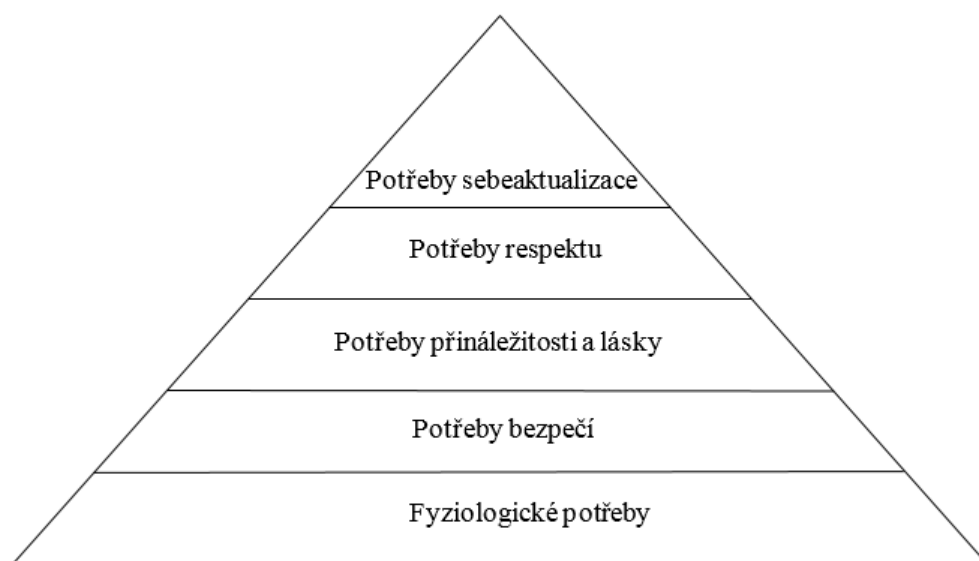 Potřeby sebeaktualizace
Potřeby respektu
Potřeby přináležitosti a lásky
Potřeby bezpečí
Fyziologické potřeby